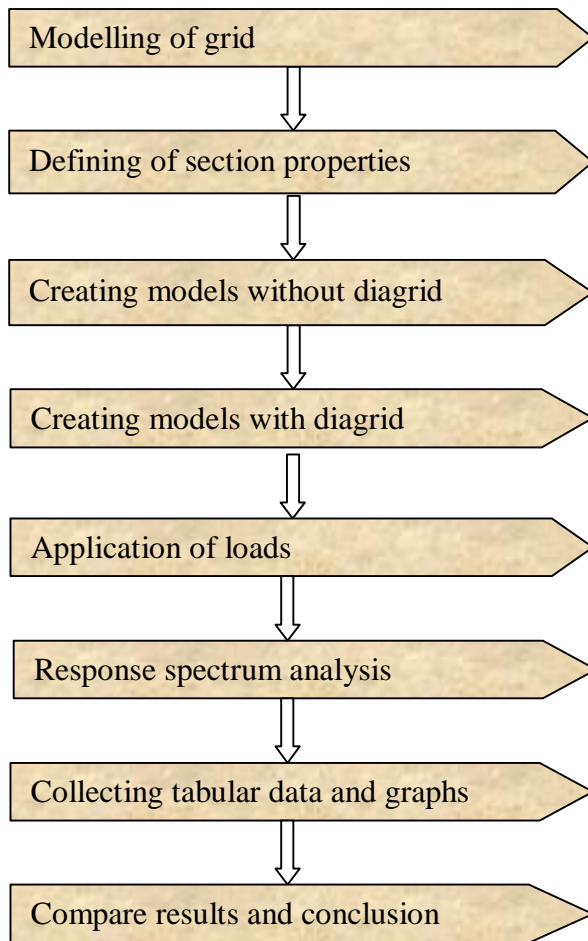 Modelling of grid
Defining of section properties
Creating models without diagrid
Creating models with diagrid
Application of loads
Response spectrum analysis
Collecting tabular data and graphs
Compare results and conclusion